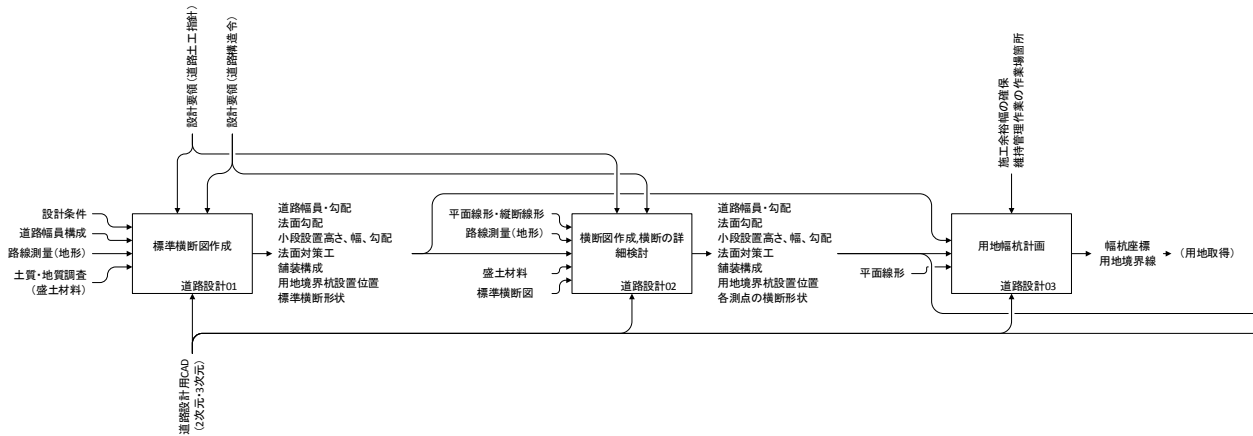 設計要領(道路土工指針)
設計要領(道路構造令)
施工余裕幅の確保
維持管理作業の作業場箇所
設計条件
道路幅員構成
路線測量(地形)
土質・地質調査
(盛土材料)
標準横断図作成
道路設計01
道路幅員・勾配
法面勾配
小段設置高さ、幅、勾配
法面対策工
舗装構成
用地境界杭設置位置
標準横断形状
平面線形・縦断線形
路線測量(地形)
盛土材料
標準横断図
横断図作成,横断の詳
細検討
道路設計02
道路幅員・勾配
法面勾配
小段設置高さ、幅、勾配
法面対策工
舗装構成
用地境界杭設置位置
各測点の横断形状
平面線形
用地幅杭計画
道路設計03
幅杭座標
用地境界線
(用地取得)
道路設計用CAD
(2次元・3次元)